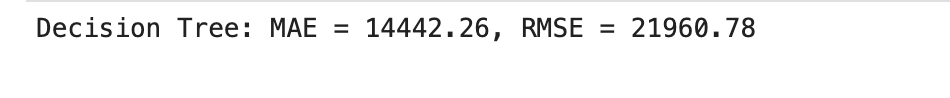 Decision Tree: MAE = 14442.26, RMSE = 21960.78